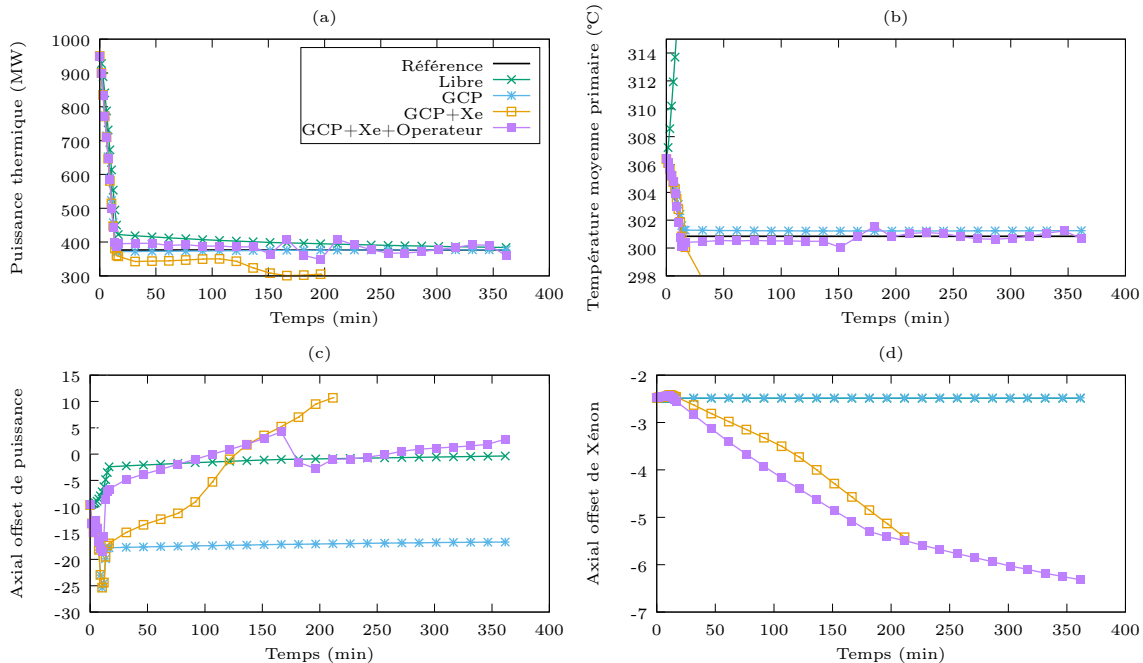 (a)
Puissance thermique (MW)
1000
900
800
700
600
500
400
300
0 50 100 150 200 250 300 350 400
Temps (min)
Référence
Libre
GCP
GCP+Xe
GCP+Xe+Operateur
(b)
Température moyenne primaire (℃)
314
312
310
308
306
304
302
300
298
0 50 100 150 200 250 300 350 400
Temps (min)
(c)
Axial offset de puissance
15
10
5
0
-5
-10
-15
-20
-25
-30
0 50 100 150 200 250 300 350 400
Temps (min)
(d)
Axial offset de Xénon
-2
-3
-4
-5
-6
-7
0 50 100 150 200 250 300 350 400
Temps (min)